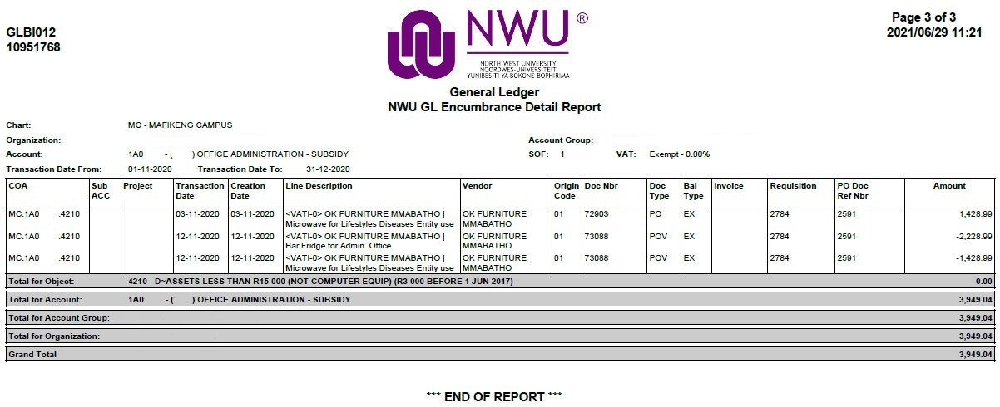 GLBI012
10951768
NWU®
NORTH-WEST UNIVERSITY
NOORDWES-UNIVERSITEIT
YUNIBESITI YA BOKONE-BOPHIRIMA
Page 3 of 3
2021/06/29 11:21
General Ledger
NWU GL Encumbrance Detail Report
Chart: MC - MAFIKENG CAMPUS
Organization: Account Group:
Account: 1A0 - ( ) OFFICE ADMINISTRATION - SUBSIDY SOF: 1 VAT: Exempt - 0.00%
Transaction Date From: 01-11-2020 Transaction Date To: 31-12-2020
COA Sub Project Transaction Creation Line Description Vendor Origin Doc Nbr Doc Bal Invoice Requisition PO Doc Amount
ACC Date Date Code Type Type Ref Nbr
MC.1A0 .4210 03-11-2020 03-11-2020 <VATI-0> OK FURNITURE MMABATHO | OK FURNITURE 01 72903 PO EX 2784 2591 1,428.99
Microwave for Lifestyles Diseases Entity use MMABATHO
MC.1A0 .4210 12-11-2020 12-11-2020 <VATI-0> OK FURNITURE MMABATHO | OK FURNITURE 01 73088 POV EX 2784 2591 -2,228.99
Bar Fridge for Admin Office MMABATHO
MC.1A0 .4210 12-11-2020 12-11-2020 <VATI-0> OK FURNITURE MMABATHO | OK FURNITURE 01 73088 POV EX 2784 2591 -1,428.99
Microwave for Lifestyles Diseases Entity use MMABATHO
Total for Object: 4210 - D~ASSETS LESS THAN R15 000 (NOT COMPUTER EQUIP) (R3 000 BEFORE 1 JUN 2017) 0.00
Total for Account: 1A0 - ( ) OFFICE ADMINISTRATION - SUBSIDY 3,949.04
Total for Account Group: 3,949.04
Total for Organization: 3,949.04
Grand Total 3,949.04
*** END OF REPORT ***